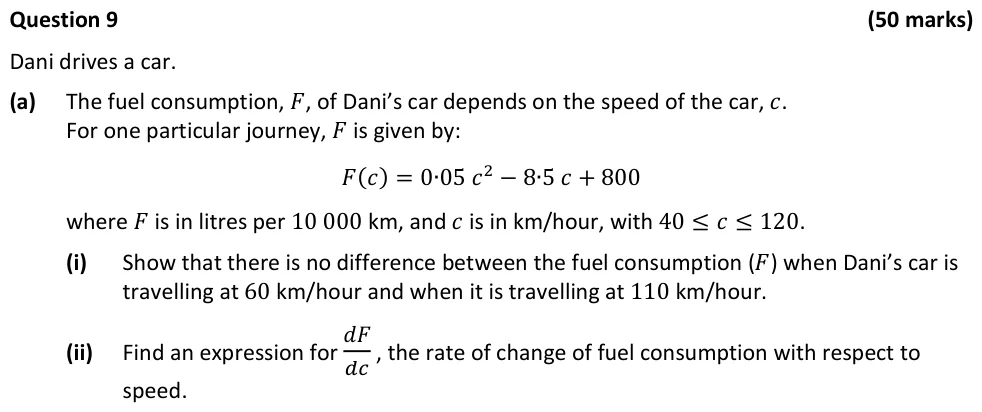 Question 9 (50 marks)
Dani drives a car.
(a) The fuel consumption, F, of Dani’s car depends on the speed of the car, c.
For one particular journey, F is given by:
F(c) = 0·05 c² − 8·5 c + 800
where F is in litres per 10 000 km, and c is in km/hour, with 40 ≤ c ≤ 120.
(i) Show that there is no difference between the fuel consumption (F) when Dani’s car is
travelling at 60 km/hour and when it is travelling at 110 km/hour.
(ii) Find an expression for dF/dc, the rate of change of fuel consumption with respect to
speed.